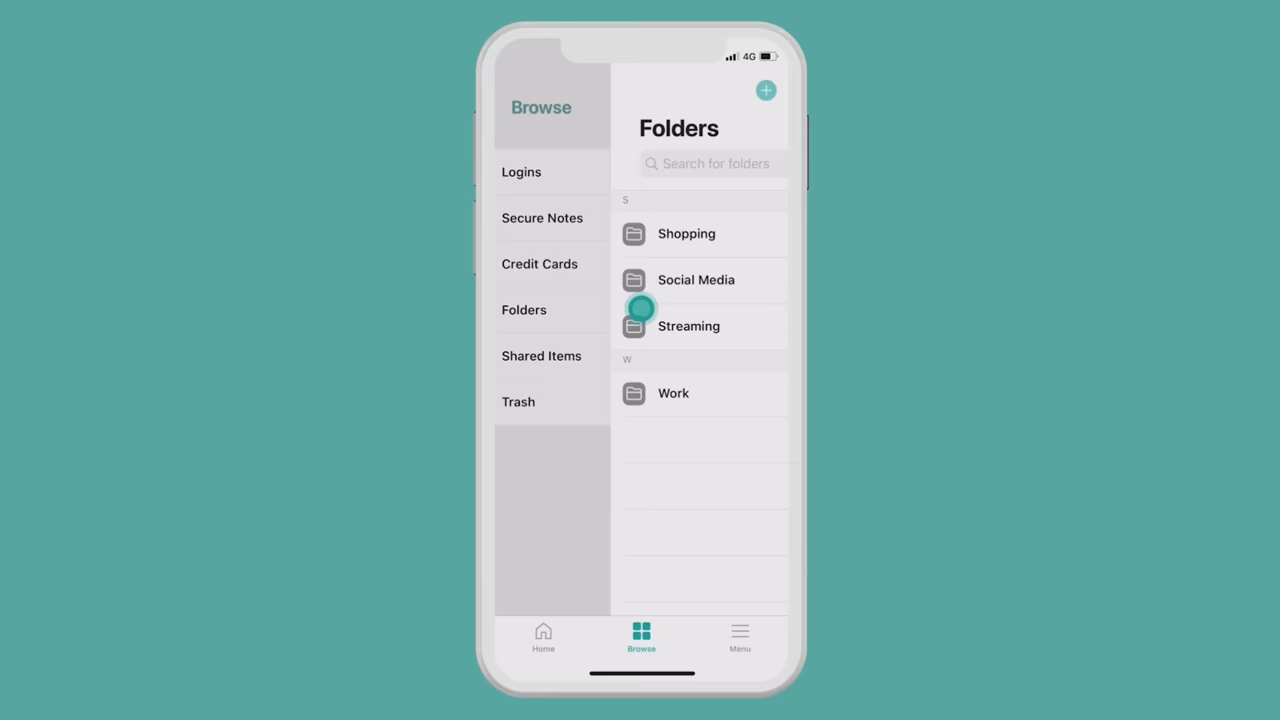 4G
Browse
Logins
Secure Notes
Credit Cards
Folders
Shared Items
Trash
Folders
Search for folders
S
Shopping
Social Media
Streaming
W
Work
Home
Browse
Menu